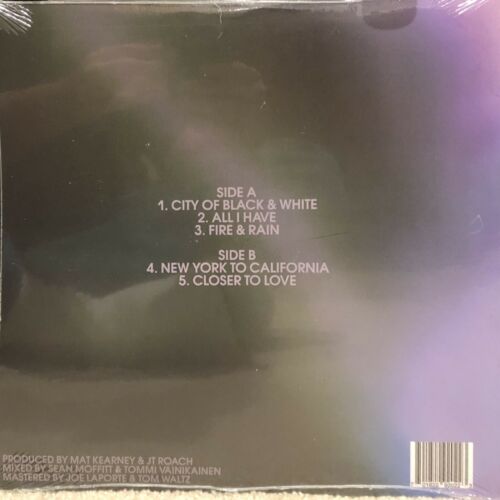 SIDE A
1. CITY OF BLACK & WHITE
2. ALL I HAVE
3. FIRE & RAIN
SIDE B
4. NEW YORK TO CALIFORNIA
5. CLOSER TO LOVE
PRODUCED BY MAT KEARNEY & JT ROACH
MIXED BY SEAN MOFFITT & TOMMI VAINIKAINEN
MASTERED BY JOE LAPORTE & TOM WALTZ